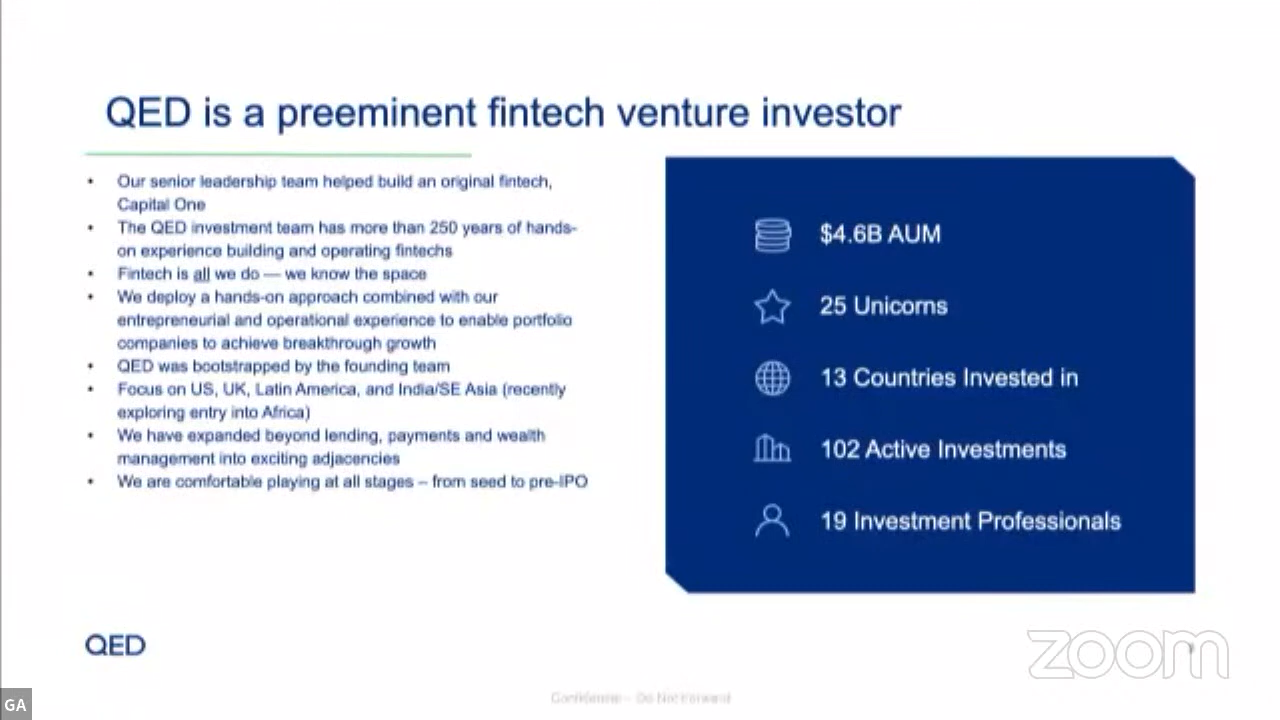 QED is a preeminent fintech venture investor
• Our senior leadership team helped build an original fintech,
Capital One
• The QED investment team has more than 250 years of hands-
on experience building and operating fintechs
• Fintech is all we do — we know the space
• We deploy a hands-on approach combined with our
entrepreneurial and operational experience to enable portfolio
companies to achieve breakthrough growth
• QED was bootstrapped by the founding team
• Focus on US, UK, Latin America, and India/SE Asia (recently
exploring entry into Africa)
• We have expanded beyond lending, payments and wealth
management into exciting adjacencies
• We are comfortable playing at all stages – from seed to pre-IPO
$4.6B AUM
25 Unicorns
13 Countries Invested in
102 Active Investments
19 Investment Professionals
QED
zoom
Confidential – Do Not Forward
GA